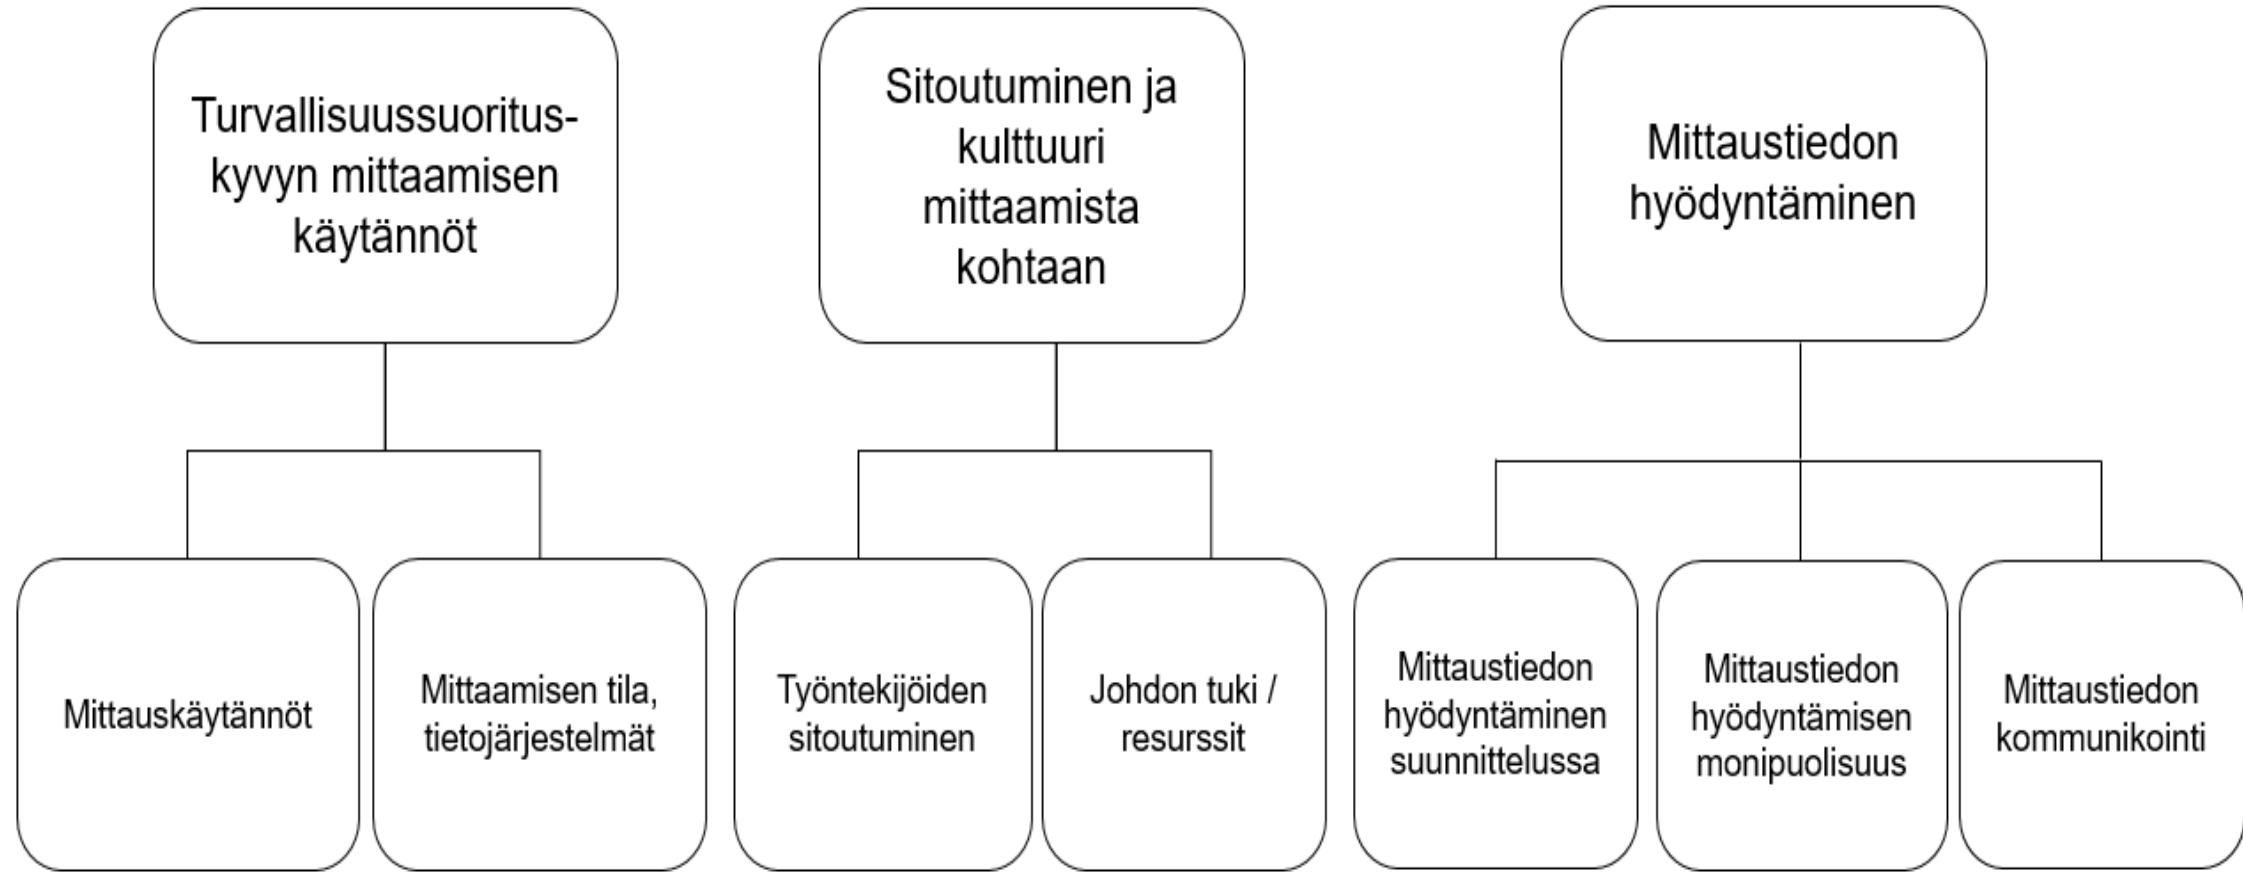 Turvallisuussuoritus-
kyvyn mittaamisen
käytännöt
Sitoutuminen ja
kulttuuri
mittaamista
kohtaan
Mittaustiedon
hyödyntäminen
Mittauskäytännöt
Mittaamisen tila,
tietojärjestelmät
Työntekijöiden
sitoutuminen
Johdon tuki /
resurssit
Mittaustiedon
hyödyntäminen
suunnittelussa
Mittaustiedon
hyödyntämisen
monipuolisuus
Mittaustiedon
kommunikointi